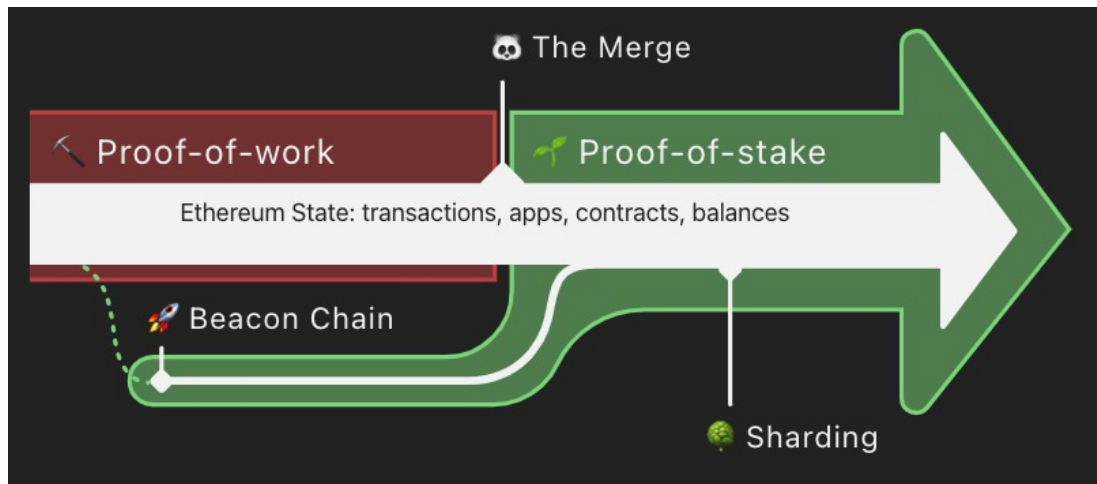 🐼 The Merge
⛏ Proof-of-work
🌱 Proof-of-stake
Ethereum State: transactions, apps, contracts, balances
🚀 Beacon Chain
🌳 Sharding